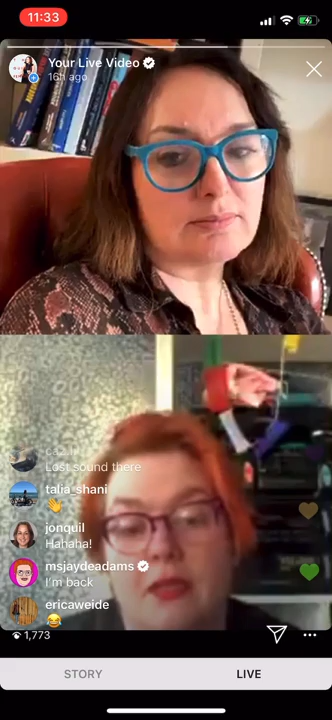 11:33
Your Live Video
16h ago
Lost sound there
talia_shani
👋
jonquil
Hahaha!
msjaydeadams
I'm back
ericaweide
😂
1,773
STORY
LIVE